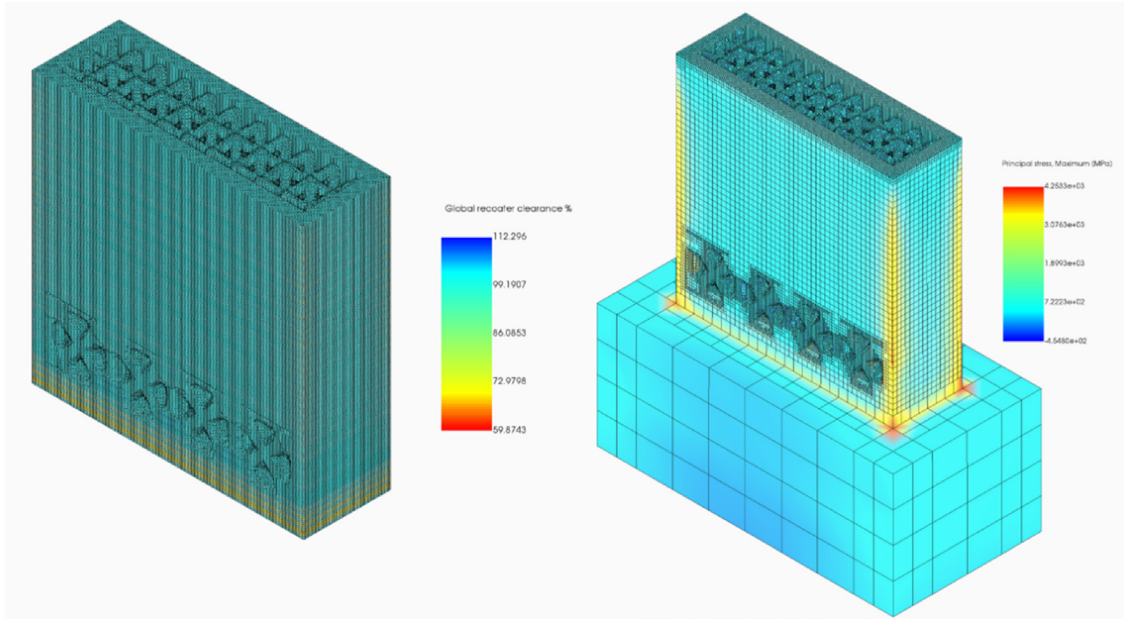 Global recoater clearance %
112.296
99.1907
86.0853
72.9798
59.8743
Principal stress, Maximum (MPa)
4.2533e+03
3.0763e+03
1.8993e+03
7.2223e+02
-4.5480e+02